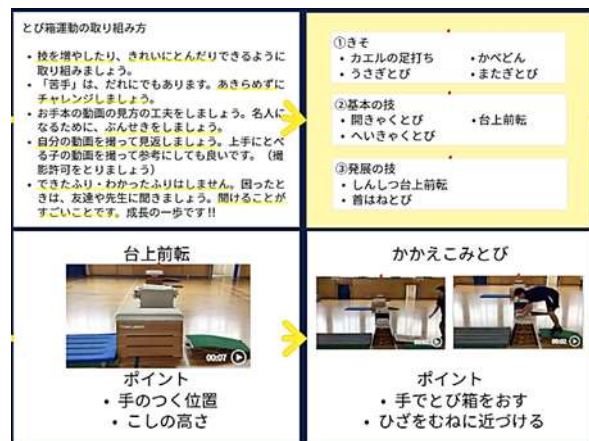 とび箱運動の取り組み方
• 技を増やしたり、きれいにとんだりできるように
取り組みましょう。
• 「苦手」は、だれにでもあります。あきらめずに
チャレンジしましょう。
• お手本の動画の見方の工夫をしましょう。名人に
なるために、ぶんせきをしましょう。
• 自分の動画を撮って見返しましょう。上手にとべ
る子の動画を撮って参考にしても良いです。（撮
影許可をとりましょう）
• できたふり・わかったふりはしません。困ったと
きは、友達や先生に聞きましょう。聞けることが
すごいことです。成長の一歩です!!
①きそ
• カエルの足打ち • かべどん
• うさぎとび • またぎとび
②基本の技
• 開きゃくとび • 台上前転
• へいきゃくとび
③発展の技
• しんしつ台上前転
• 首はねとび
台上前転
00:07
ポイント
• 手のつく位置
• こしの高さ
かかえこみとび
00:02
ポイント
• 手でとび箱をおす
• ひざをむねに近づける